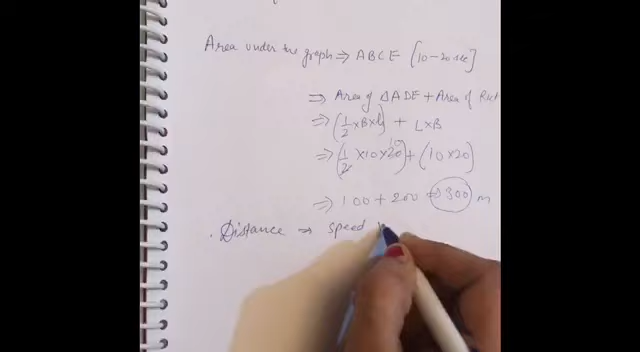 Area under the graph ⇒ ABCE [10-20 sec]
⇒ Area of ΔADE + Area of Rect
⇒ (1/2 × B × h) + L×B
⇒ (1/2 × 10 × 20) + (10×20)
⇒ 100 + 200 ⇒ 300 m
Distance ⇒ speed